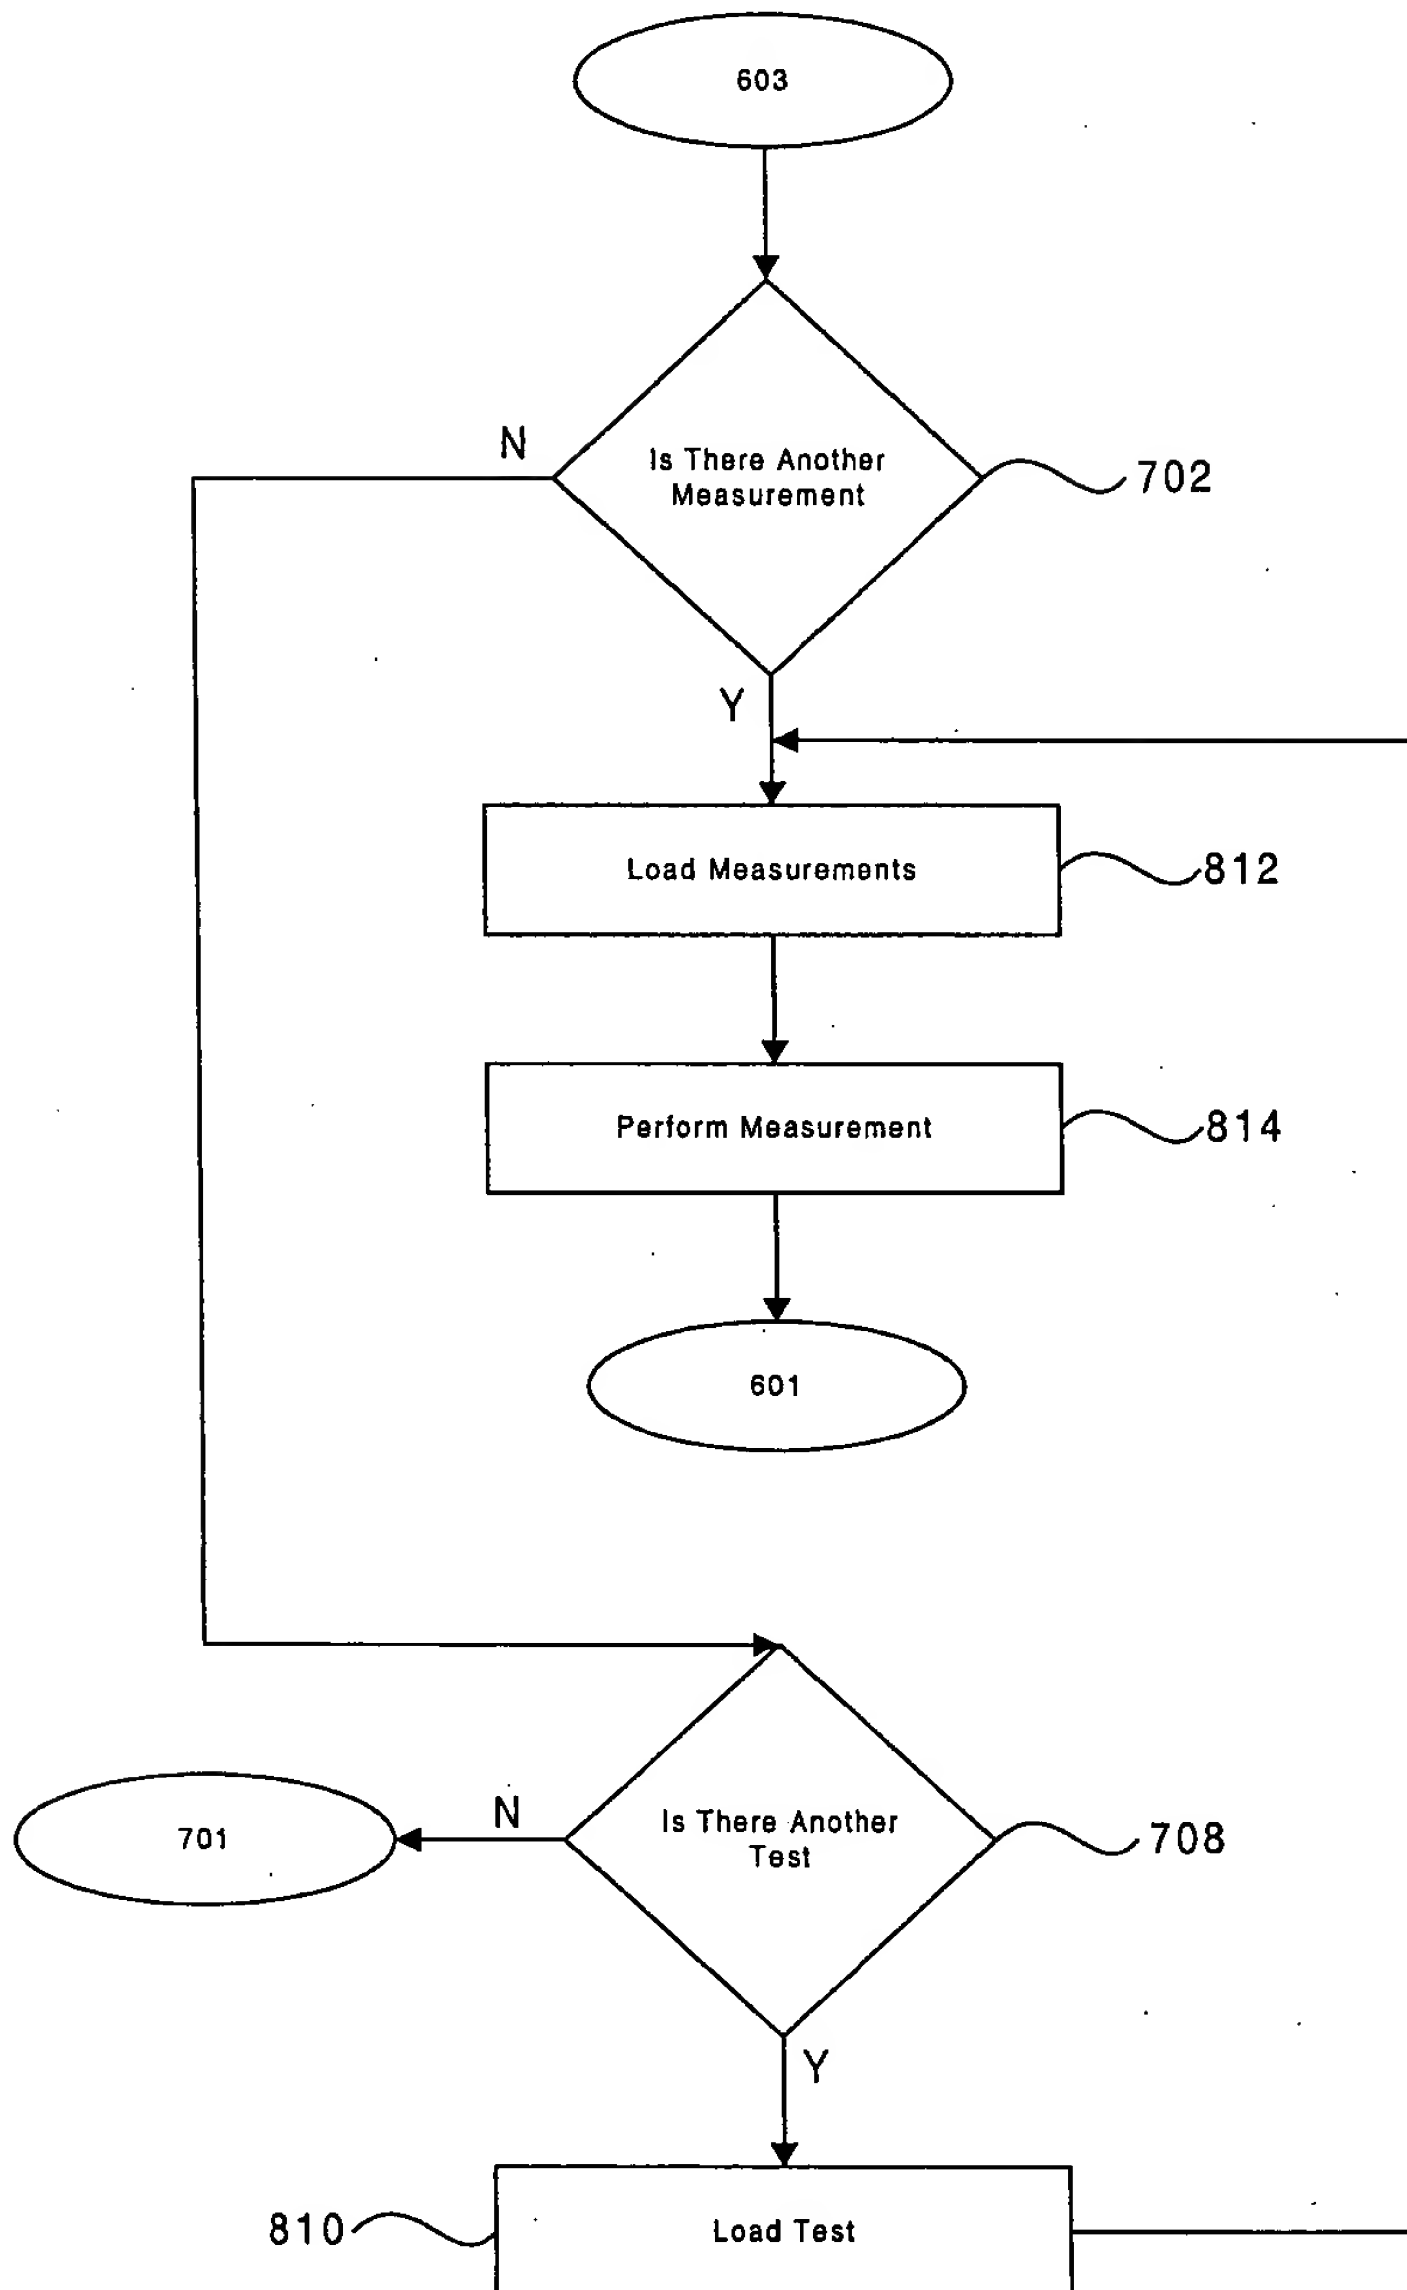 603
N
Is There Another
Measurement
702
Y
Load Measurements
812
Perform Measurement
814
601
701
N
Is There Another
Test
708
Y
810
Load Test